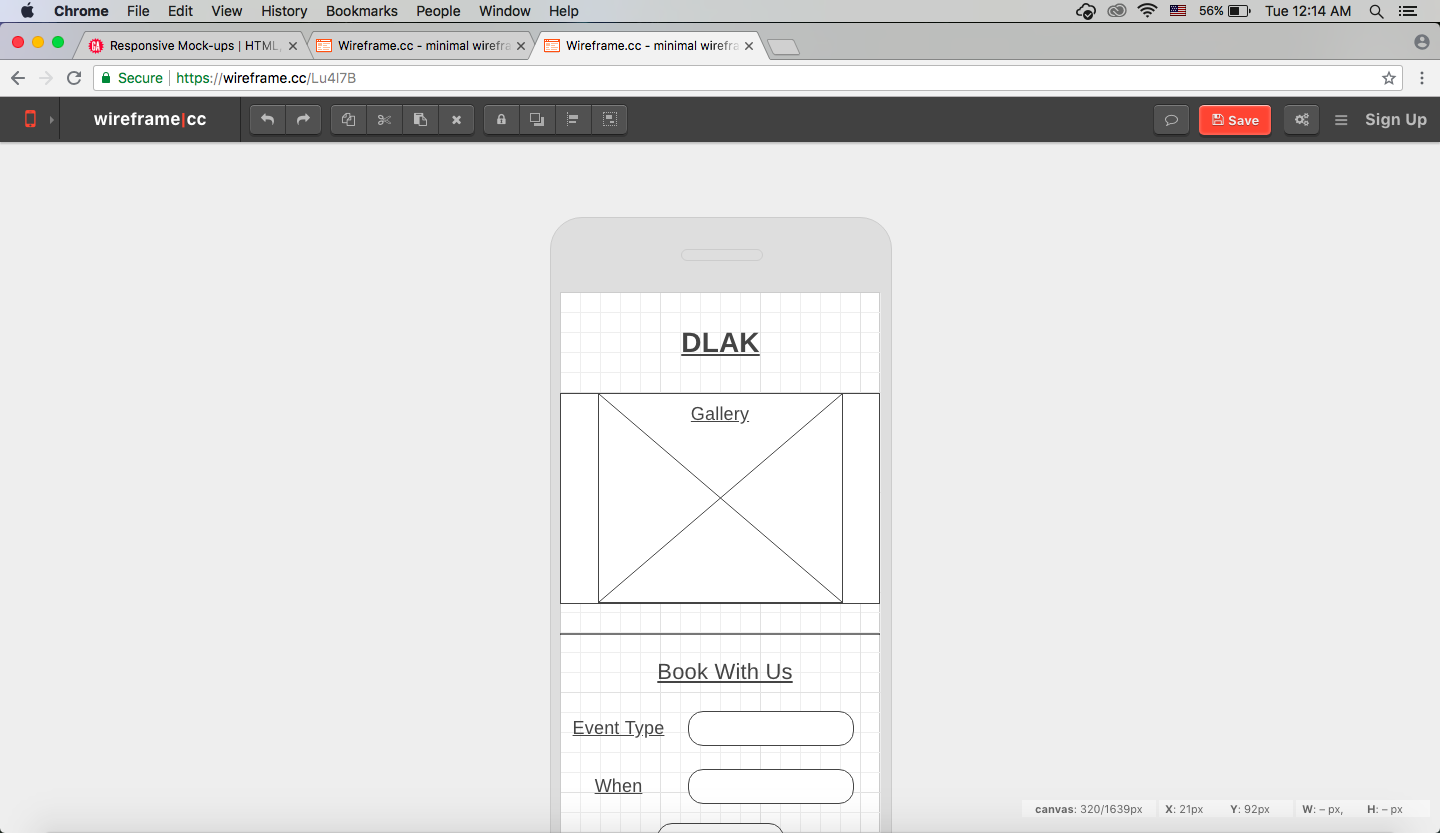 Chrome File Edit View History Bookmarks People Window Help 56% Tue 12:14 AM
Responsive Mock-ups | HTML, Wireframe.cc - minimal wirefra Wireframe.cc - minimal wirefra
Secure https://wireframe.cc/Lu4l7B
wireframe|cc Save Sign Up
DLAK
Gallery
Book With Us
Event Type
When
canvas: 320/1639px X: 21px Y: 92px W: – px, H: – px